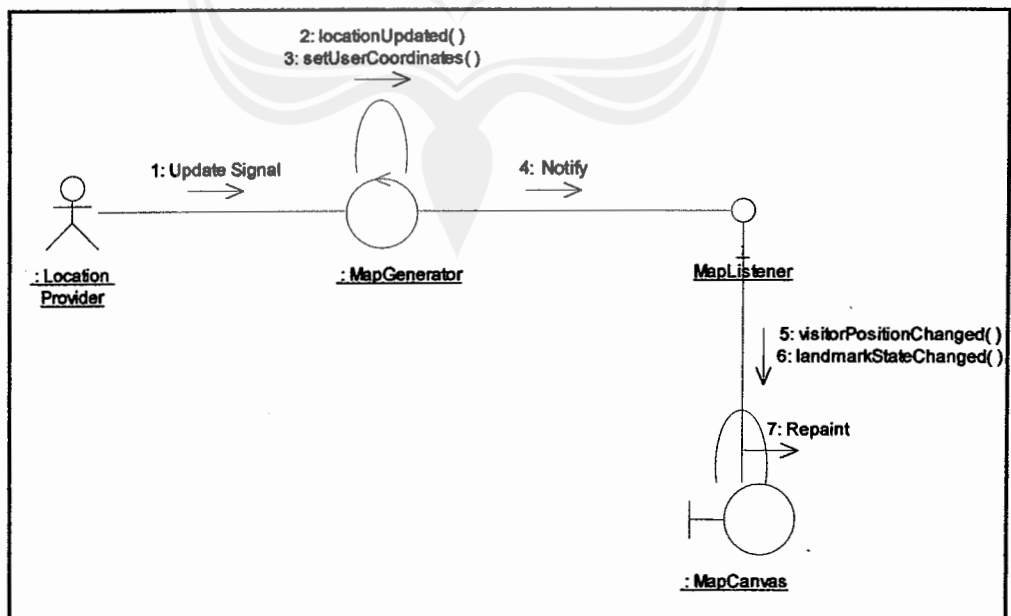 2: locationUpdated( )
3: setUserCoordinates( )
1: Update Signal
4: Notify
: Location
Provider
: MapGenerator
MapListener
5: visitorPositionChanged( )
6: landmarkStateChanged( )
7: Repaint
: MapCanvas